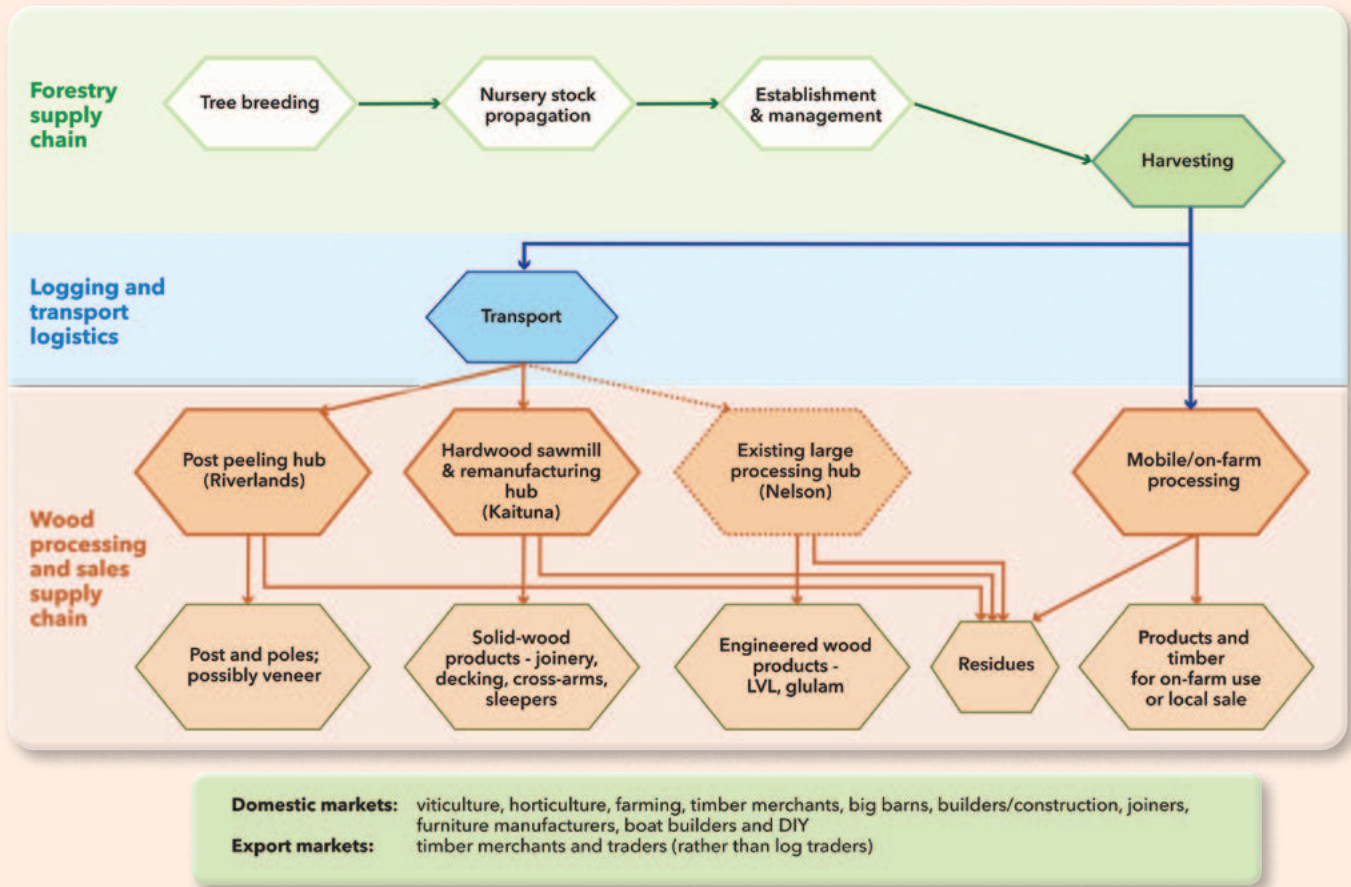 Forestry
supply
chain
Tree breeding
Nursery stock
propagation
Establishment
& management
Harvesting
Logging and
transport
logistics
Transport
Wood
processing
and sales
supply
chain
Post peeling hub
(Riverlands)
Hardwood sawmill
& remanufacturing
hub
(Kaituna)
Existing large
processing hub
(Nelson)
Mobile/on-farm
processing
Post and poles;
possibly veneer
Solid-wood
products - joinery,
decking, cross-arms,
sleepers
Engineered wood
products -
LVL, glulam
Residues
Products and
timber
for on-farm use
or local sale
Domestic markets: viticulture, horticulture, farming, timber merchants, big barns, builders/construction, joiners,
furniture manufacturers, boat builders and DIY
Export markets: timber merchants and traders (rather than log traders)